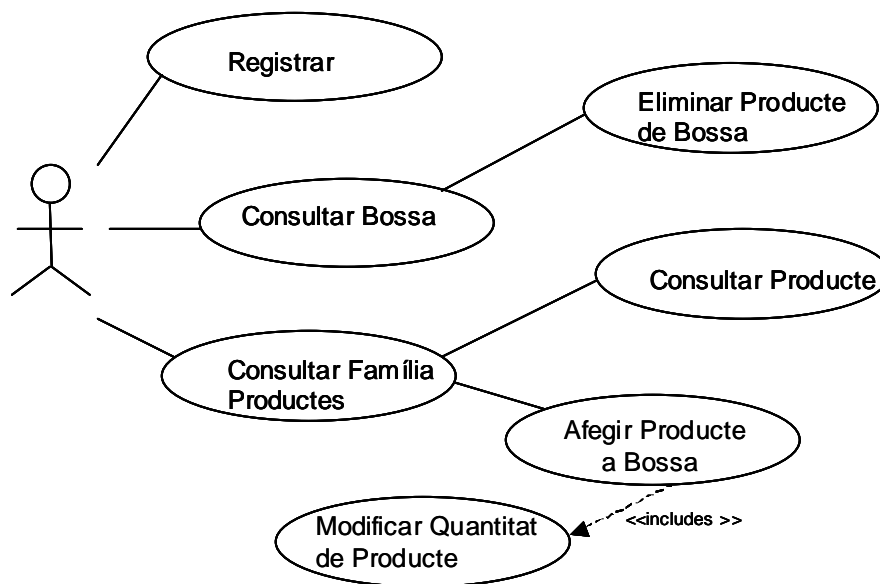 Registrar
Eliminar Producte
de Bossa
Consultar Bossa
Consultar Producte
Consultar Família
Productes
Afegir Producte
a Bossa
<<includes >>
Modificar Quantitat
de Producte